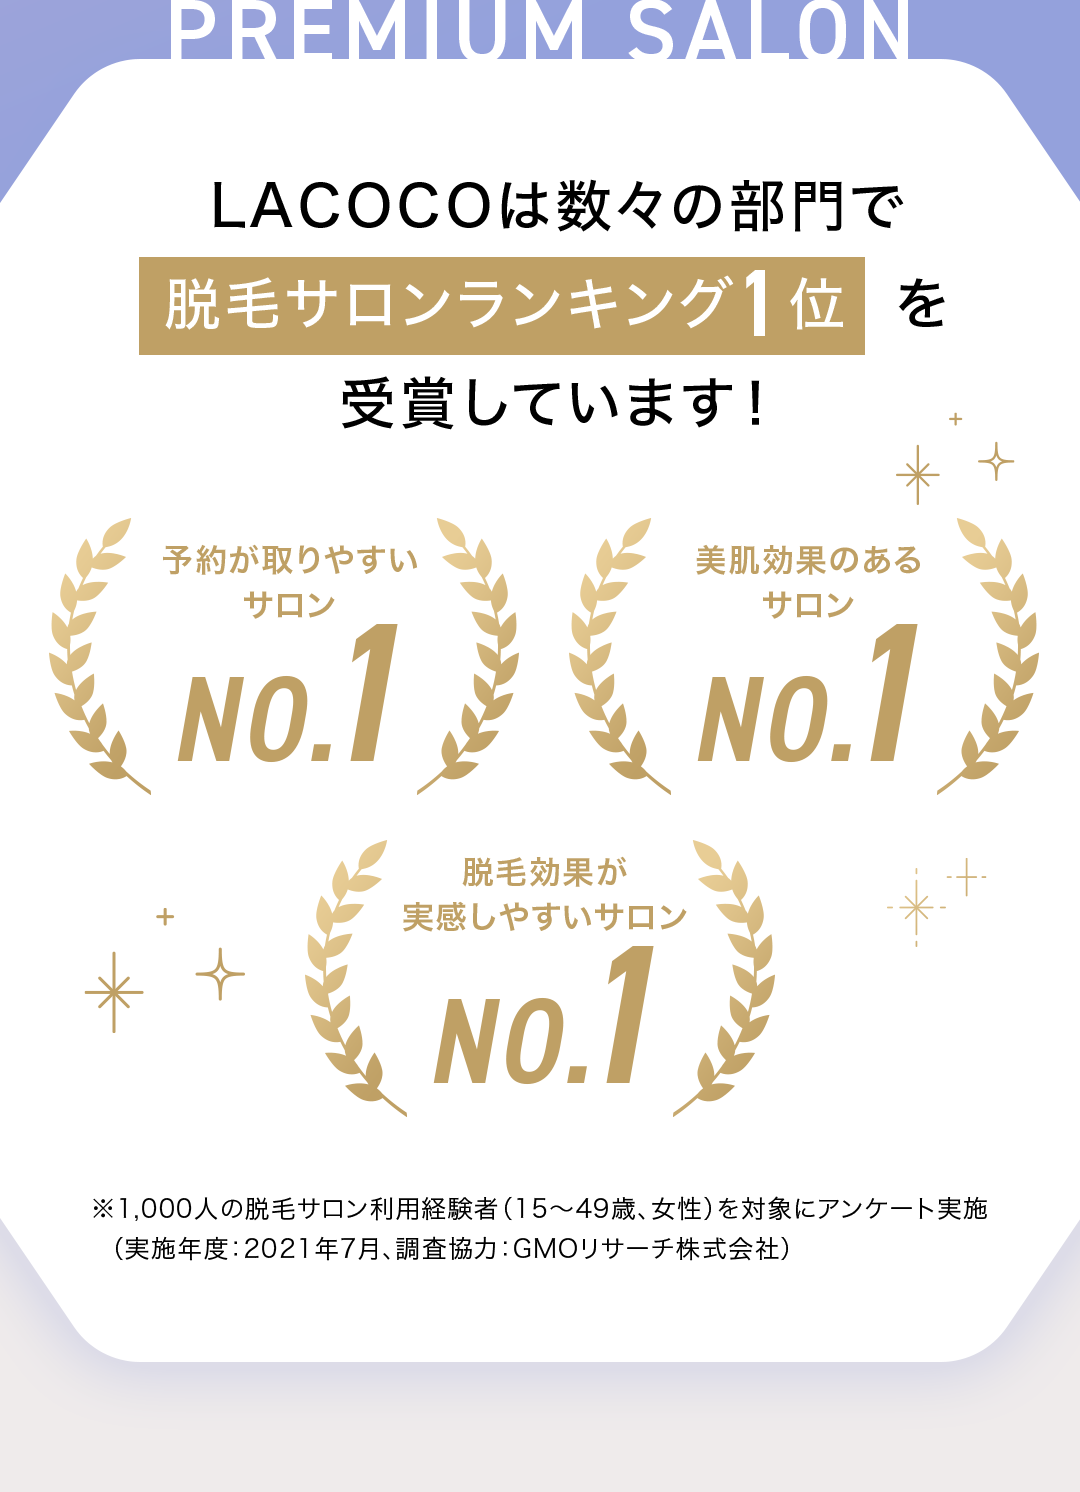 PREMIUM SALON
LACOCOは数々の部門で
脱毛サロンランキング1位 を
受賞しています！
予約が取りやすい
サロン
NO.1
美肌効果のある
サロン
NO.1
脱毛効果が
実感しやすいサロン
NO.1
※1,000人の脱毛サロン利用経験者（15〜49歳、女性）を対象にアンケート実施
（実施年度：2021年7月、調査協力：GMOリサーチ株式会社）